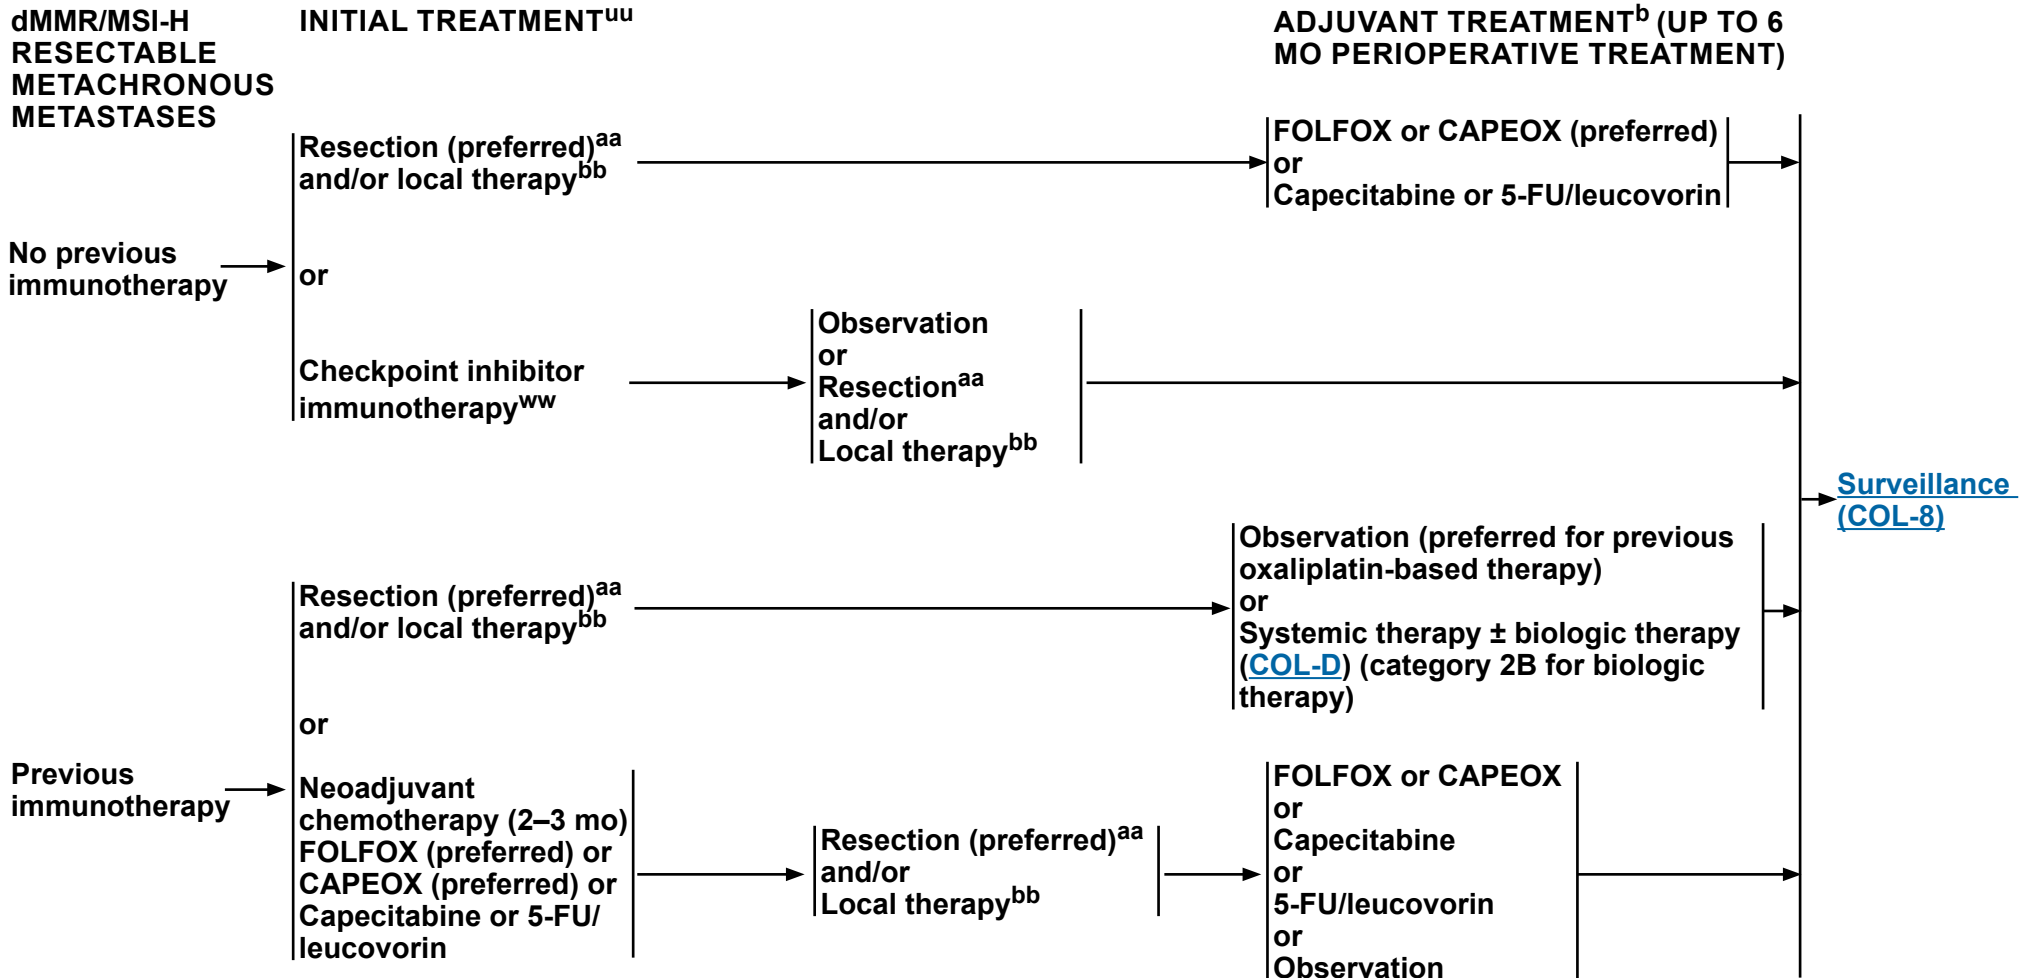 dMMR/MSI-H
RESECTABLE
METACHRONOUS
METASTASES
INITIAL TREATMENTuu
ADJUVANT TREATMENTb (UP TO 6
MO PERIOPERATIVE TREATMENT)
No previous
immunotherapy
Resection (preferred)aa
and/or local therapybb
FOLFOX or CAPEOX (preferred)
or
Capecitabine or 5-FU/leucovorin
or
Checkpoint inhibitor
immunotherapyww
Observation
or
Resectionaa
and/or
Local therapybb
Surveillance
(COL-8)
Previous
immunotherapy
Resection (preferred)aa
and/or local therapybb
Observation (preferred for previous
oxaliplatin-based therapy)
or
Systemic therapy ± biologic therapy
(COL-D) (category 2B for biologic
therapy)
or
Neoadjuvant
chemotherapy (2–3 mo)
FOLFOX (preferred) or
CAPEOX (preferred) or
Capecitabine or 5-FU/
leucovorin
Resection (preferred)aa
and/or
Local therapybb
FOLFOX or CAPEOX
or
Capecitabine
or
5-FU/leucovorin
or
Observation